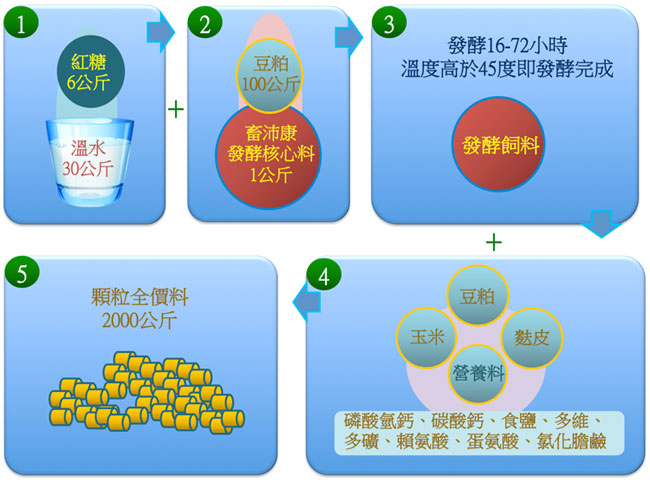 1
紅糖
6公斤
溫水
30公斤
+
2
豆粕
100公斤
畜沛康
發酵核心料
1公斤
3
發酵16-72小時
溫度高於45度即發酵完成
發酵飼料
+
4
豆粕
玉米
麩皮
營養料
磷酸氫鈣、碳酸鈣、食鹽、多維、
多礦、賴氨酸、蛋氨酸、氯化膽鹼
5
顆粒全價料
2000公斤